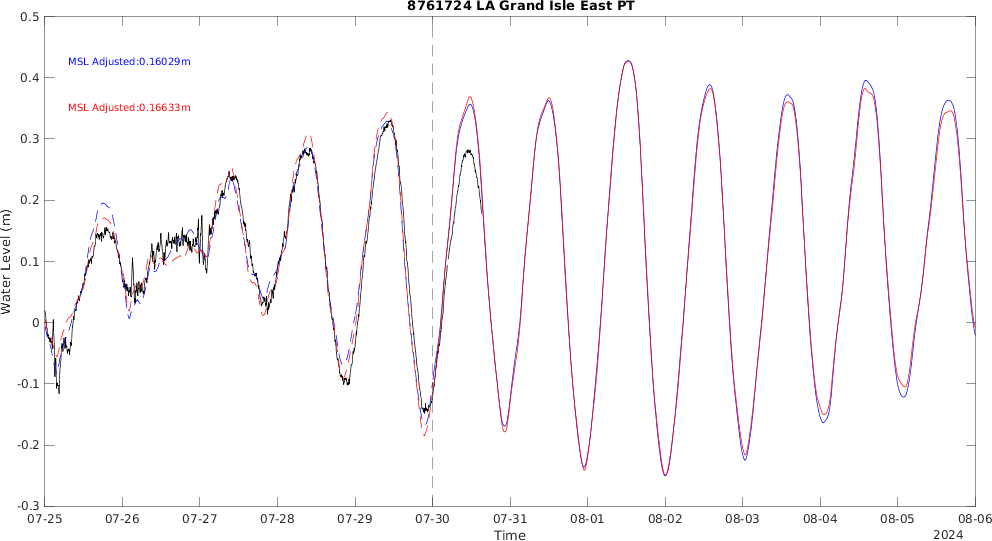 8761724 LA Grand Isle East PT
0.5
MSL Adjusted:0.16029m
0.4
MSL Adjusted:0.16633m
0.3
0.2
0.1
0
-0.1
-0.2
-0.3
Water Level (m)
07-25 07-26 07-27 07-28 07-29 07-30 07-31 08-01 08-02 08-03 08-04 08-05 08-06
Time
2024